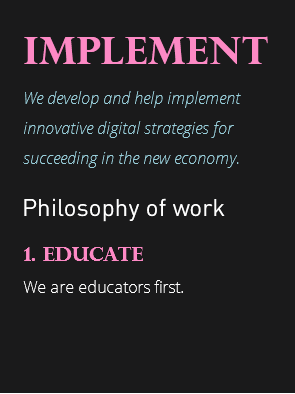 IMPLEMENT
We develop and help implement
innovative digital strategies for
succeeding in the new economy.
Philosophy of work
1. EDUCATE
We are educators first.